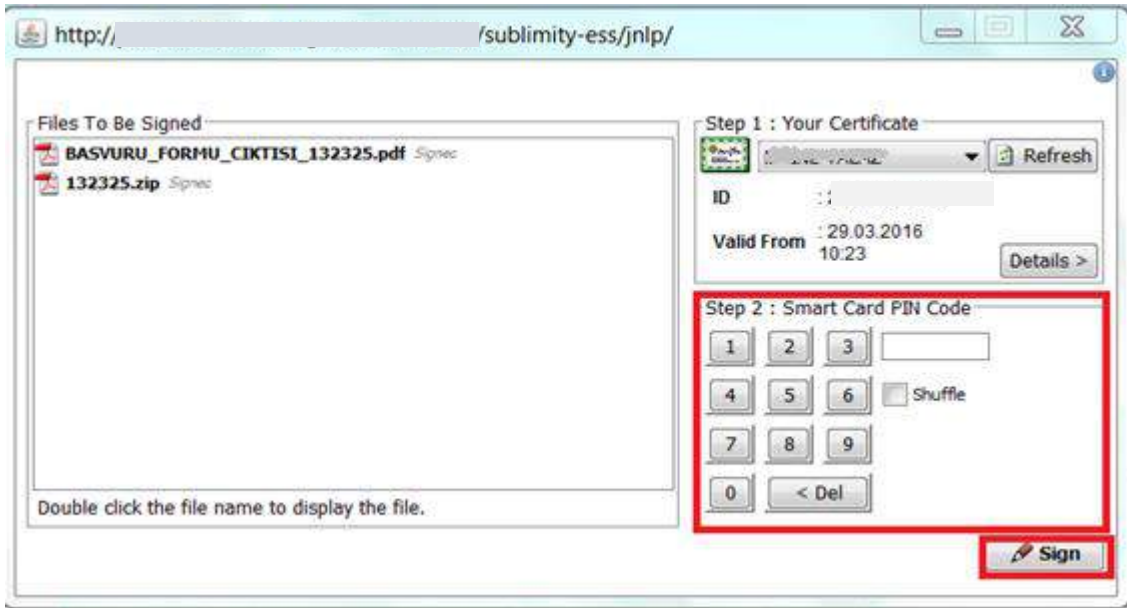 http:// /sublimity-ess/jnlp/
Files To Be Signed
BASVURU_FORMU_CIKTISI_132325.pdf
132325.zip
Double click the file name to display the file.
Step 1 : Your Certificate
Refresh
ID :
Valid From : 29.03.2016
10:23
Details >
Step 2 : Smart Card PIN Code
1 2 3
4 5 6 Shuffle
7 8 9
0 < Del
Sign